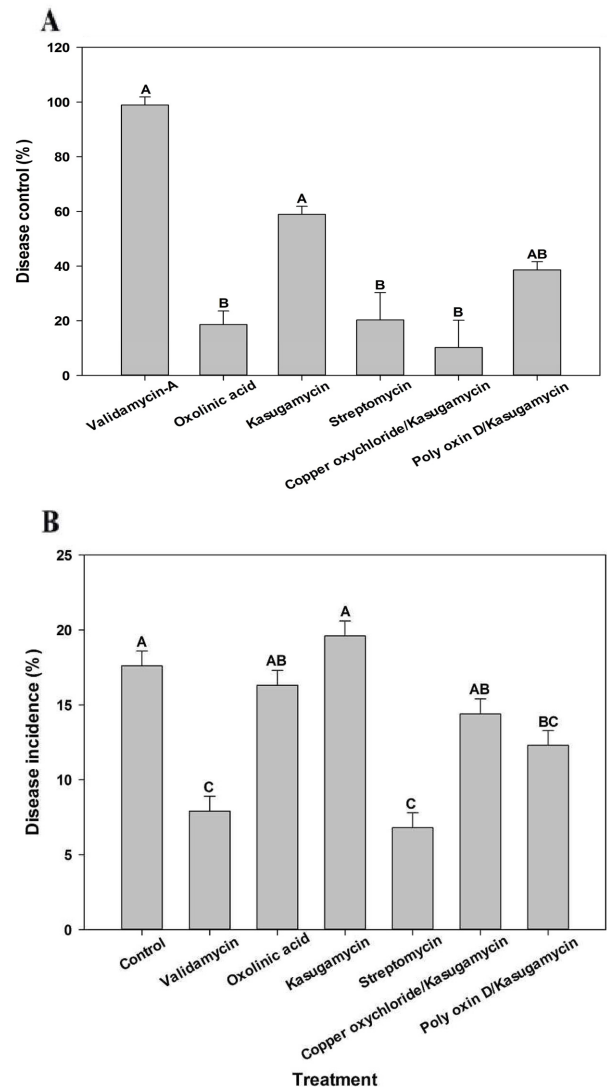 A
Disease control (%)
120
100
80
60
40
20
0
A
B
A
B
B
AB
Validamycin-A
Oxolinic acid
Kasugamycin
Streptomycin
Copper oxychloride/Kasugamycin
Poly oxin D/Kasugamycin
B
Disease incidence (%)
25
20
15
10
5
0
A
C
AB
A
C
AB
BC
Control
Validamycin
Oxolinic acid
Kasugamycin
Streptomycin
Copper oxychloride/Kasugamycin
Poly oxin D/Kasugamycin
Treatment